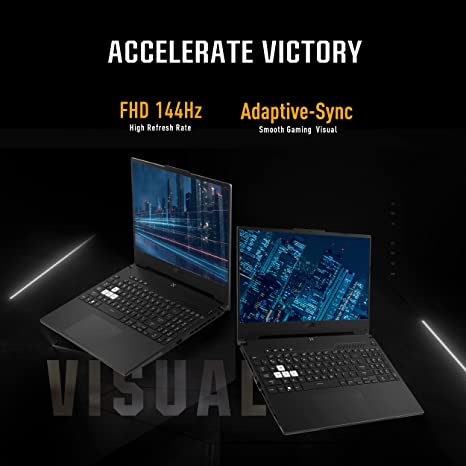 ACCELERATE VICTORY
FHD 144Hz
High Refresh Rate
Adaptive-Sync
Smooth Gaming Visual
VISUAL